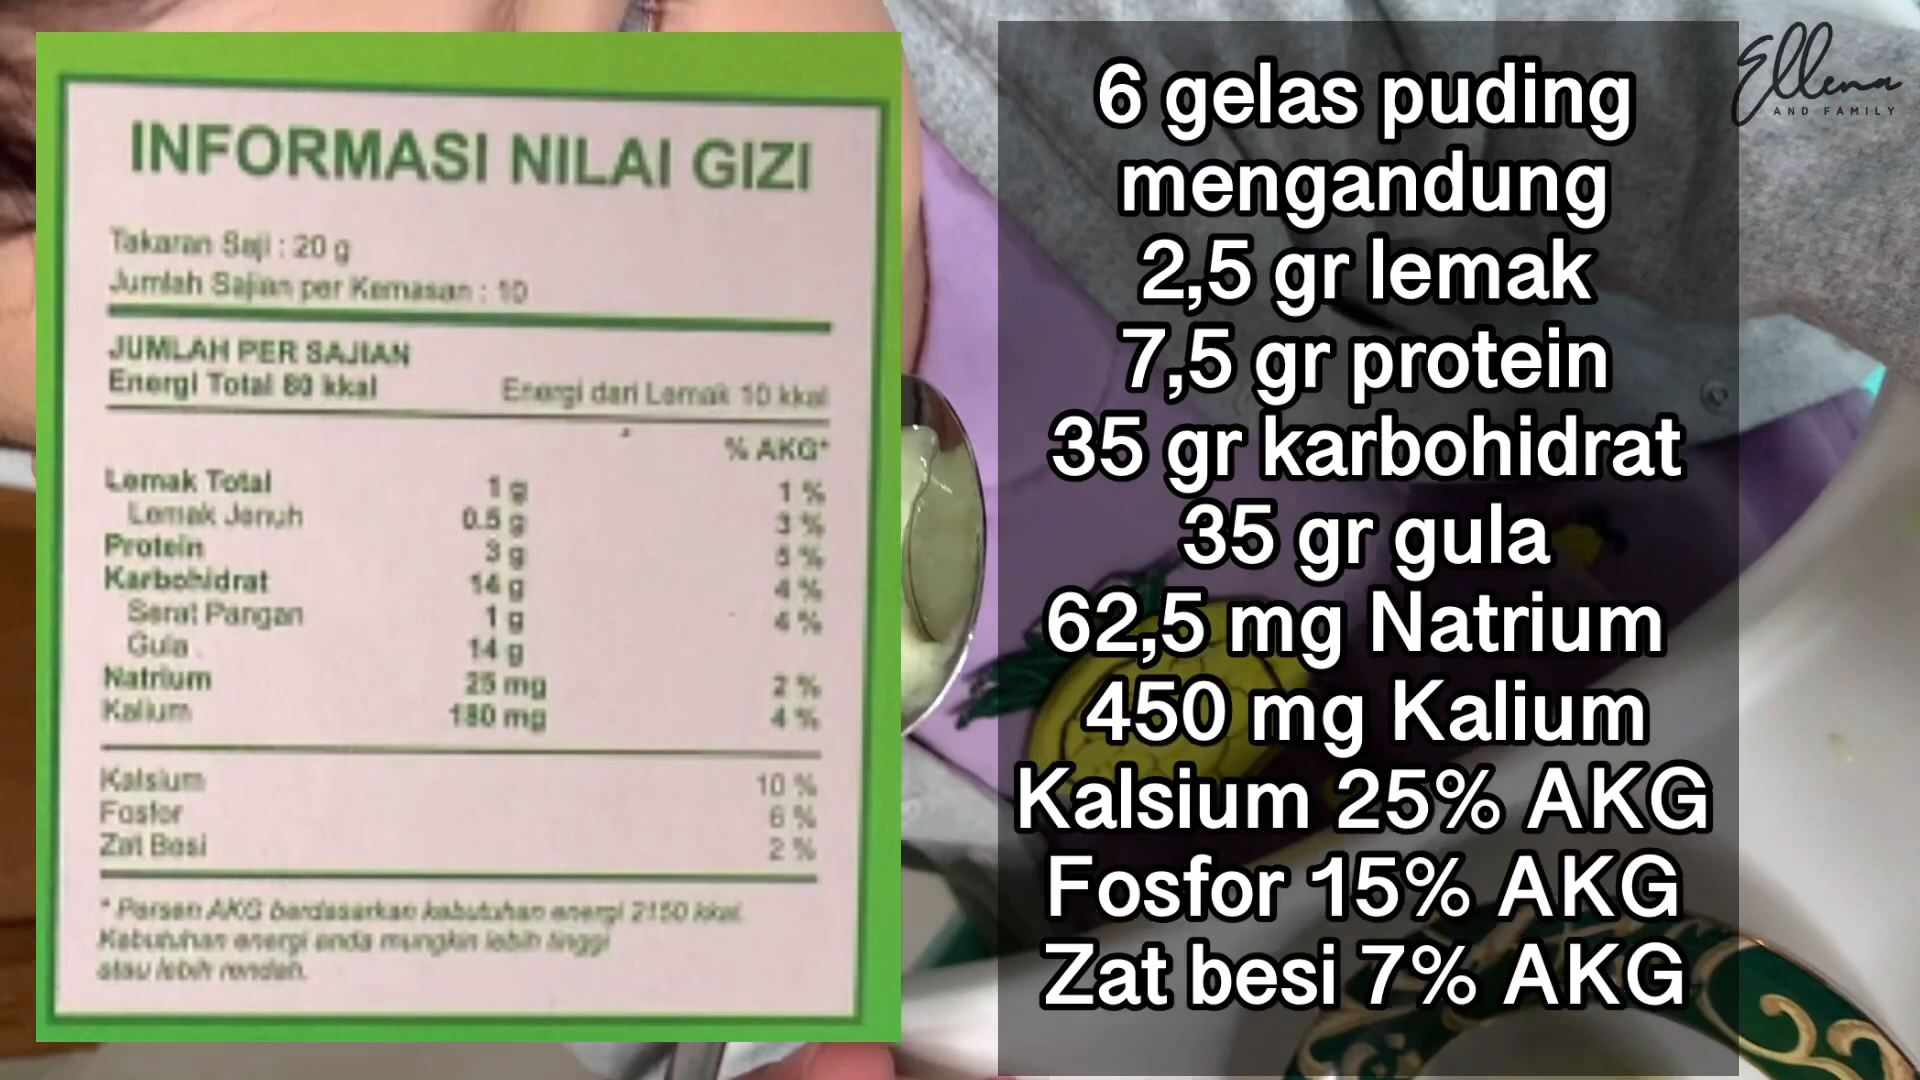 INFORMASI NILAI GIZI
Takaran Saji : 20 g
Jumlah Sajian per Kemasan : 10
JUMLAH PER SAJIAN
Energi Total 80 kkal Energi dari Lemak 10 kkal
% AKG*
Lemak Total 1 g 1 %
Lemak Jenuh 0.5 g 3 %
Protein 3 g 5 %
Karbohidrat 14 g 4 %
Serat Pangan 1 g 4 %
Gula 14 g
Natrium 25 mg 2 %
Kalium 180 mg 4 %
Kalsium 10 %
Fosfor 6 %
Zat Besi 2 %
* Persen AKG berdasarkan kebutuhan energi 2150 kkal.
Kebutuhan energi anda mungkin lebih tinggi
atau lebih rendah.
6 gelas puding
mengandung
2,5 gr lemak
7,5 gr protein
35 gr karbohidrat
35 gr gula
62,5 mg Natrium
450 mg Kalium
Kalsium 25% AKG
Fosfor 15% AKG
Zat besi 7% AKG
Ellena
AND FAMILY